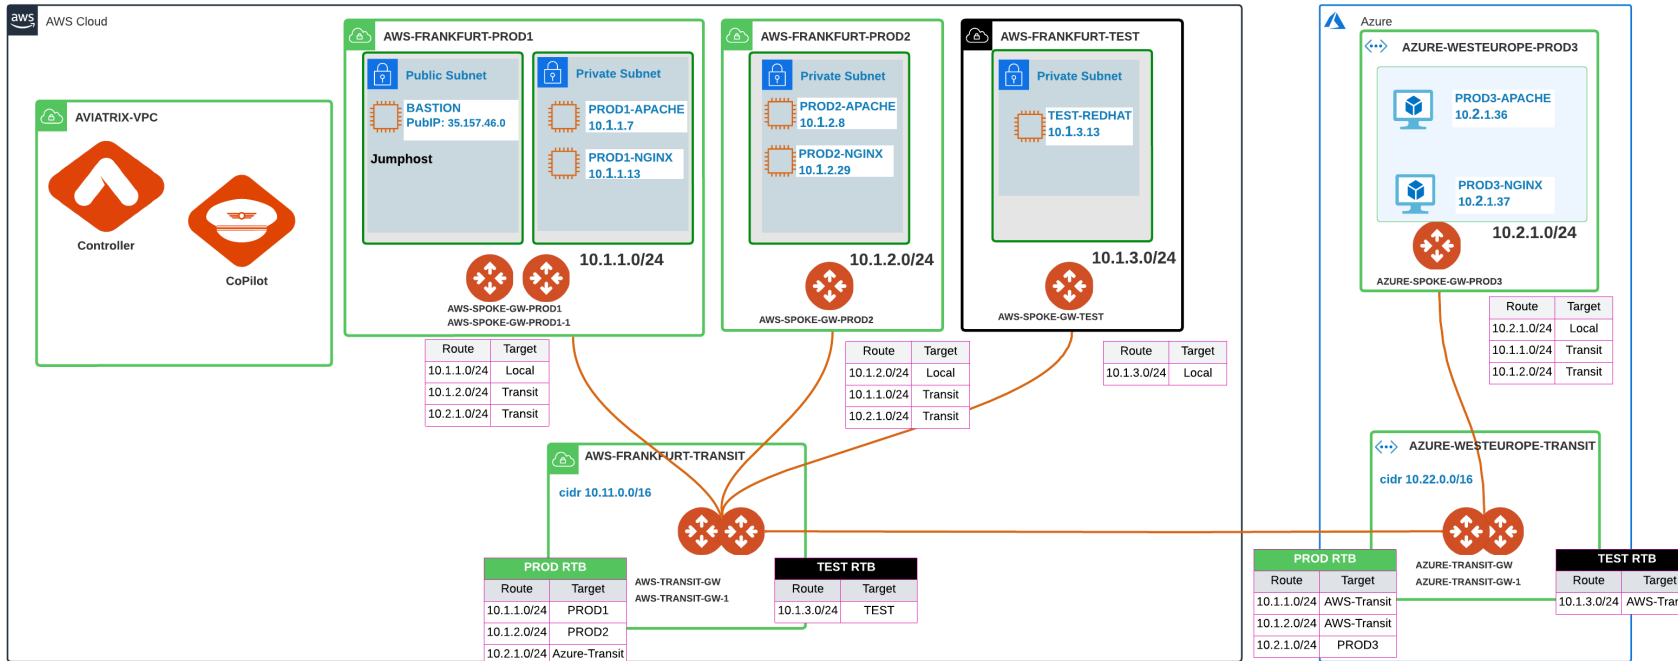 aws
AWS Cloud
AVIATRIX-VPC
Controller
CoPilot
AWS-FRANKFURT-PROD1
Public Subnet
BASTION
PubIP: 35.157.46.0
Jumphost
Private Subnet
PROD1-APACHE
10.1.1.7
PROD1-NGINX
10.1.1.13
10.1.1.0/24
AWS-SPOKE-GW-PROD1
AWS-SPOKE-GW-PROD1-1
Route Target
10.1.1.0/24 Local
10.1.2.0/24 Transit
10.2.1.0/24 Transit
AWS-FRANKFURT-PROD2
Private Subnet
PROD2-APACHE
10.1.2.8
PROD2-NGINX
10.1.2.29
10.1.2.0/24
AWS-SPOKE-GW-PROD2
Route Target
10.1.2.0/24 Local
10.1.1.0/24 Transit
10.2.1.0/24 Transit
AWS-FRANKFURT-TEST
Private Subnet
TEST-REDHAT
10.1.3.13
10.1.3.0/24
AWS-SPOKE-GW-TEST
Route Target
10.1.3.0/24 Local
AWS-FRANKFURT-TRANSIT
cidr 10.11.0.0/16
AWS-TRANSIT-GW
AWS-TRANSIT-GW-1
PROD RTB
Route Target
10.1.1.0/24 PROD1
10.1.2.0/24 PROD2
10.2.1.0/24 Azure-Transit
TEST RTB
Route Target
10.1.3.0/24 TEST
Azure
AZURE-WESTEUROPE-PROD3
PROD3-APACHE
10.2.1.36
PROD3-NGINX
10.2.1.37
10.2.1.0/24
AZURE-SPOKE-GW-PROD3
Route Target
10.2.1.0/24 Local
10.1.1.0/24 Transit
10.1.2.0/24 Transit
AZURE-WESTEUROPE-TRANSIT
cidr 10.22.0.0/16
AZURE-TRANSIT-GW
AZURE-TRANSIT-GW-1
PROD RTB
Route Target
10.1.1.0/24 AWS-Transit
10.1.2.0/24 AWS-Transit
10.2.1.0/24 PROD3
TEST RTB
Route Target
10.1.3.0/24 AWS-Tran